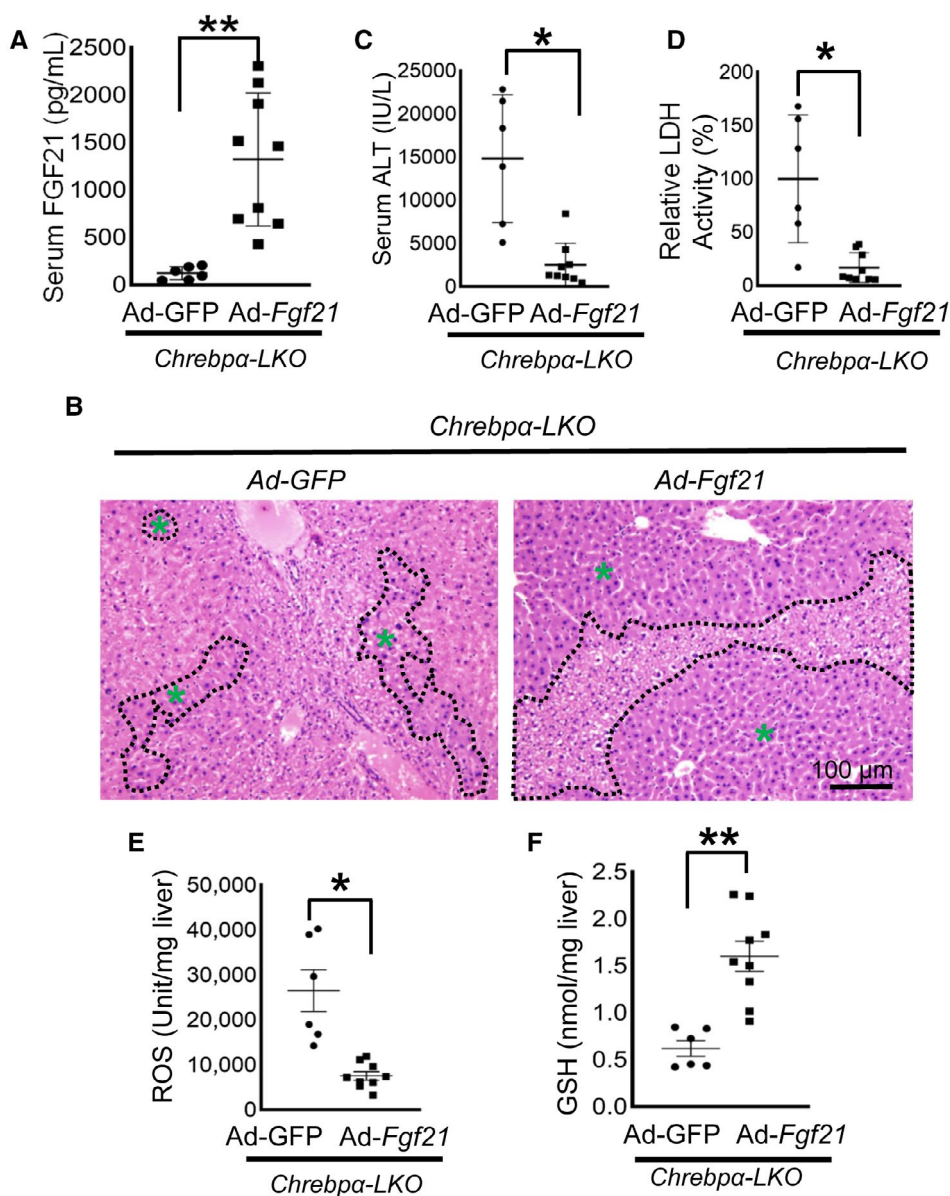 A
**
2500
2000
1500
1000
500
0
Serum FGF21 (pg/mL)
Ad-GFP Ad-Fgf21
Chrebpα-LKO
C
*
25000
20000
15000
10000
5000
0
Serum ALT (IU/L)
Ad-GFP Ad-Fgf21
Chrebpα-LKO
D
*
200
150
100
50
0
Relative LDH
Activity (%)
Ad-GFP Ad-Fgf21
Chrebpα-LKO
B
Chrebpα-LKO
Ad-GFP Ad-Fgf21
*
*
*
*
*
100 μm
E
*
50,000
40,000
30,000
20,000
10,000
0
ROS (Unit/mg liver)
Ad-GFP Ad-Fgf21
Chrebpα-LKO
F
**
2.5
2.0
1.5
1.0
0.5
0.0
GSH (nmol/mg liver)
Ad-GFP Ad-Fgf21
Chrebpα-LKO